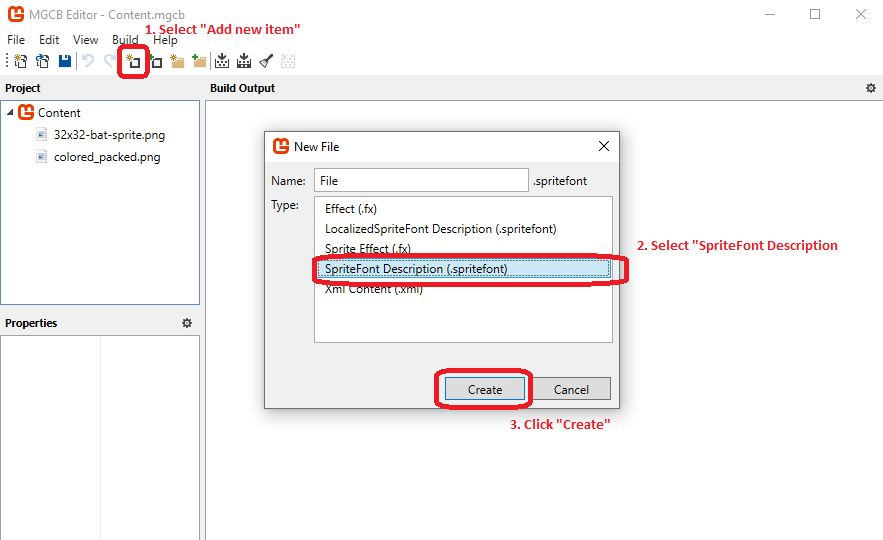 MGCB Editor - Content.mgcb
1. Select "Add new item"
File Edit View Build Help
Project
Build Output
Content
32x32-bat-sprite.png
colored_packed.png
New File
Name: File .spritefont
Type:
Effect (.fx)
LocalizedSpriteFont Description (.spritefont)
Sprite Effect (.fx)
SpriteFont Description (.spritefont)
Xml Content (.xml)
2. Select "SpriteFont Description
Properties
Create Cancel
3. Click "Create"